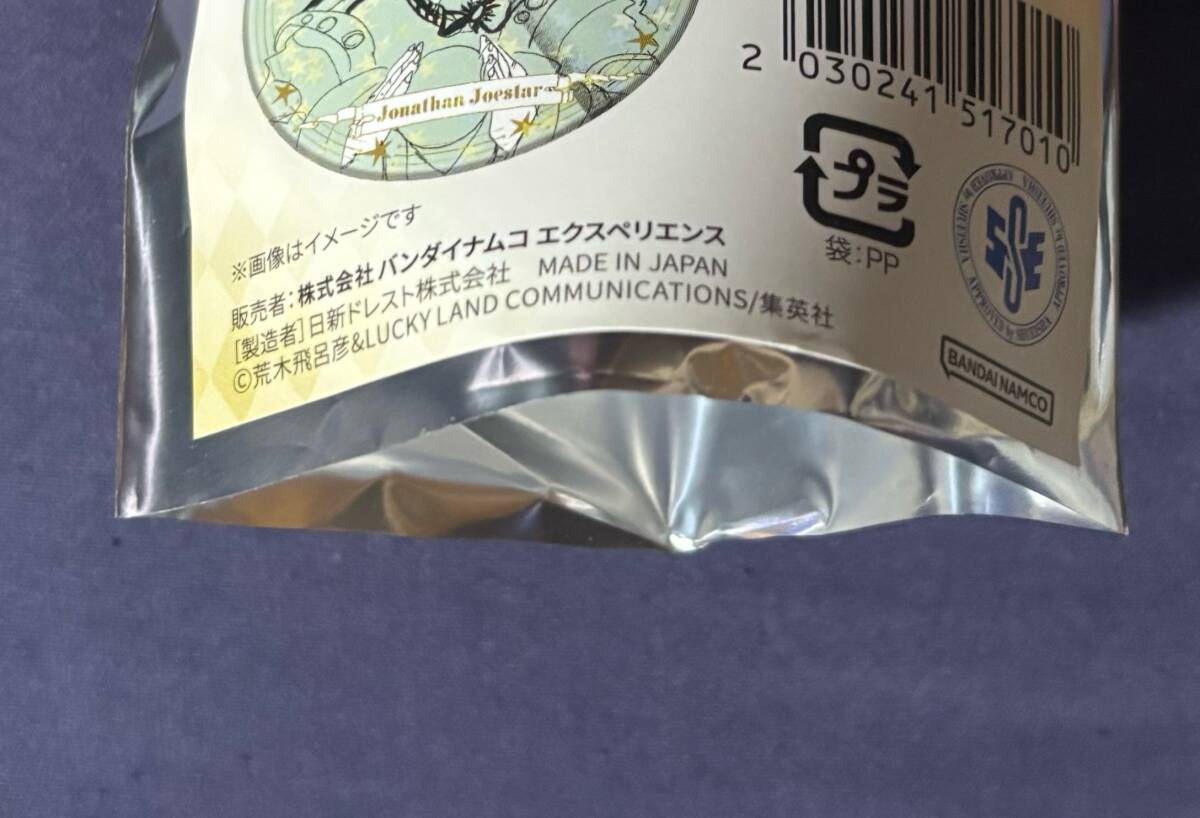 Jonathan Joestar
2 030241 517010
プラ
袋:PP
※画像はイメージです
販売者:株式会社 バンダイナムコ エクスペリエンス
[製造者]日新ドレスト株式会社 MADE IN JAPAN
©荒木飛呂彦&LUCKY LAND COMMUNICATIONS/集英社
BANDAI NAMCO